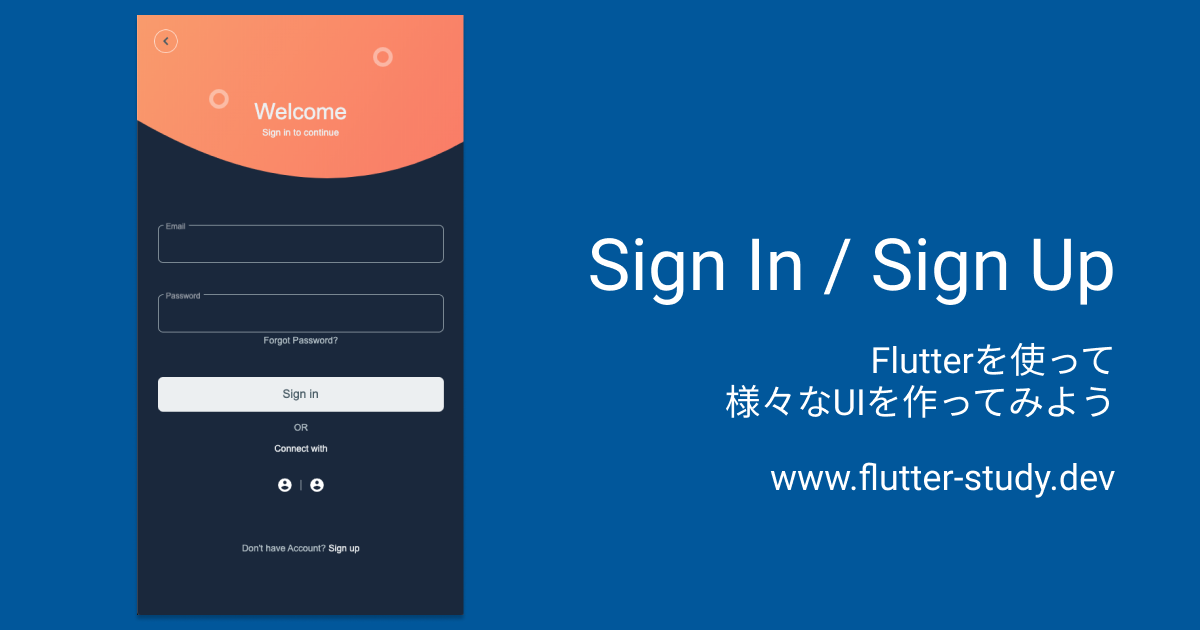 Welcome
Sign in to continue
Email
Password
Forgot Password?
Sign in
OR
Connect with
|
Don't have Account? Sign up
Sign In / Sign Up
Flutterを使って
様々なUIを作ってみよう
www.flutter-study.dev